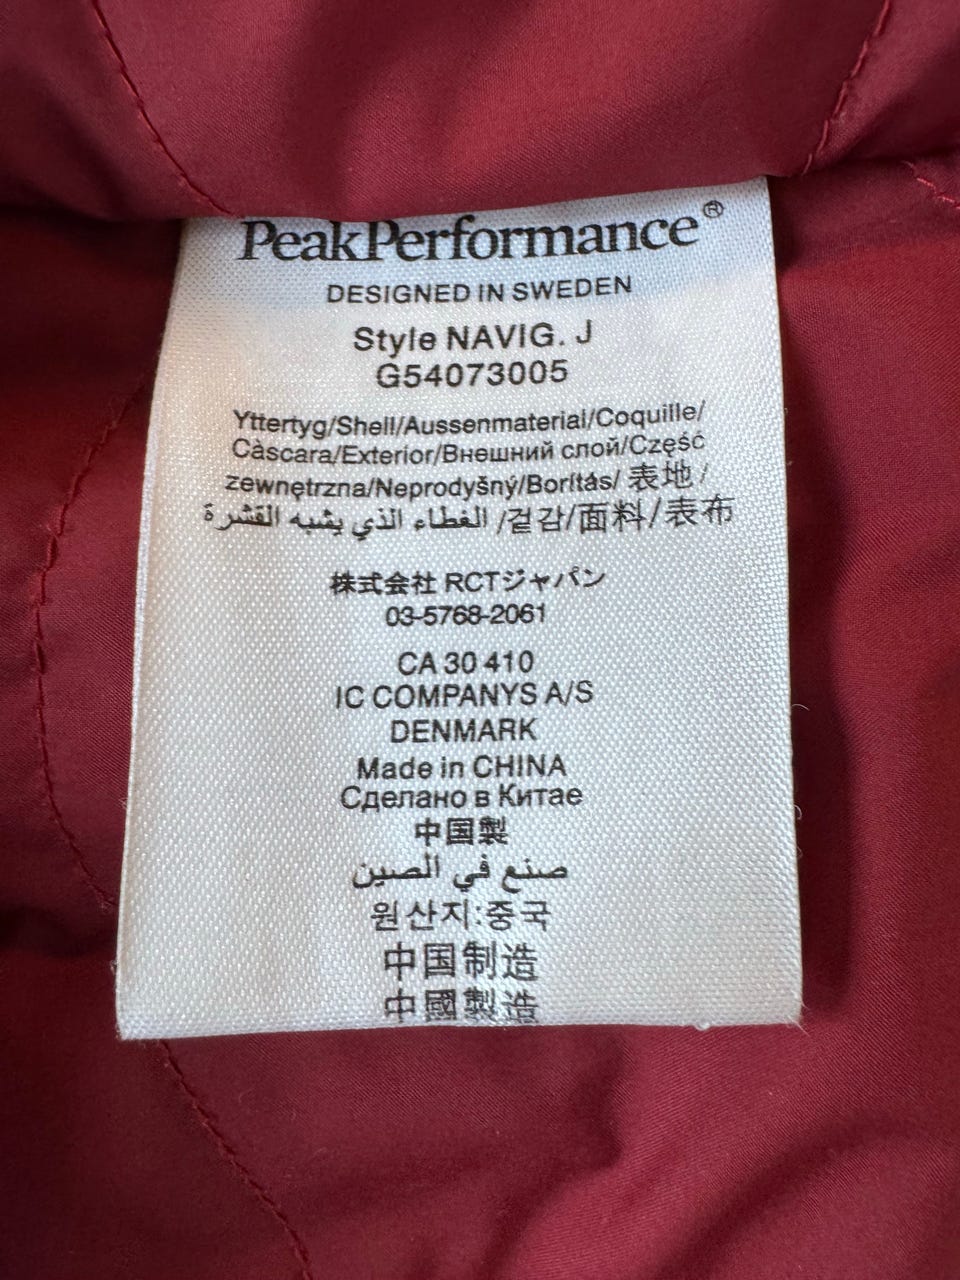 PeakPerformance®
DESIGNED IN SWEDEN
Style NAVIG. J
G54073005
Yttertyg/Shell/Aussenmaterial/Coquille/
Càscara/Exterior/Внешний слой/Część
zewnętrzna/Neprodyšný/Borítás/ 表地 /
الغطاء الذي يشبه القشرة /겉감/面料/表布
株式会社 RCTジャパン
03-5768-2061
CA 30 410
IC COMPANYS A/S
DENMARK
Made in CHINA
Сделано в Китае
中国製
صنع في الصين
원산지:중국
中国制造
中國製造